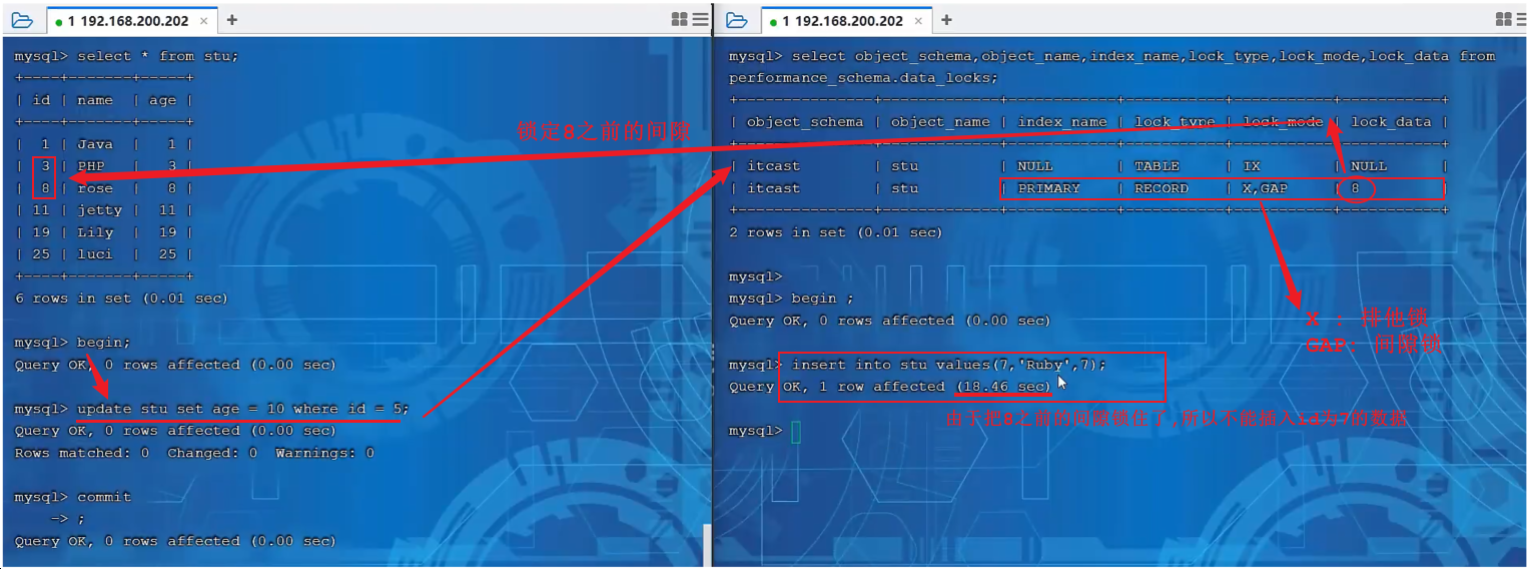 1 192.168.200.202 × +
mysql> select * from stu;
+----+-------+-----+
| id | name  | age |
+----+-------+-----+
|  1 | Java  |   1 |
|  3 | PHP   |   3 |
|  8 | rose  |   8 |
| 11 | jetty |  11 |
| 19 | Lily  |  19 |
| 25 | luci  |  25 |
+----+-------+-----+
6 rows in set (0.01 sec)
mysql> begin;
Query OK, 0 rows affected (0.00 sec)
mysql> update stu set age = 10 where id = 5;
Query OK, 0 rows affected (0.00 sec)
Rows matched: 0  Changed: 0  Warnings: 0
mysql> commit
    -> ;
Query OK, 0 rows affected (0.00 sec)
锁定8之前的间隙
1 192.168.200.202 × +
mysql> select object_schema,object_name,index_name,lock_type,lock_mode,lock_data from
performance_schema.data_locks;
+---------------+-------------+------------+-----------+-----------+-----------+
| object_schema | object_name | index_name | lock_type | lock_mode | lock_data |
+---------------+-------------+------------+-----------+-----------+-----------+
| itcast        | stu         | NULL       | TABLE     | IX        | NULL      |
| itcast        | stu         | PRIMARY    | RECORD    | X,GAP     | 8         |
+---------------+-------------+------------+-----------+-----------+-----------+
2 rows in set (0.01 sec)
mysql>
mysql> begin ;
Query OK, 0 rows affected (0.00 sec)
X : 排他锁
GAP: 间隙锁
mysql> insert into stu values(7,'Ruby',7);
Query OK, 1 row affected (18.46 sec)
由于把8之前的间隙锁住了,所以不能插入id为7的数据
mysql>